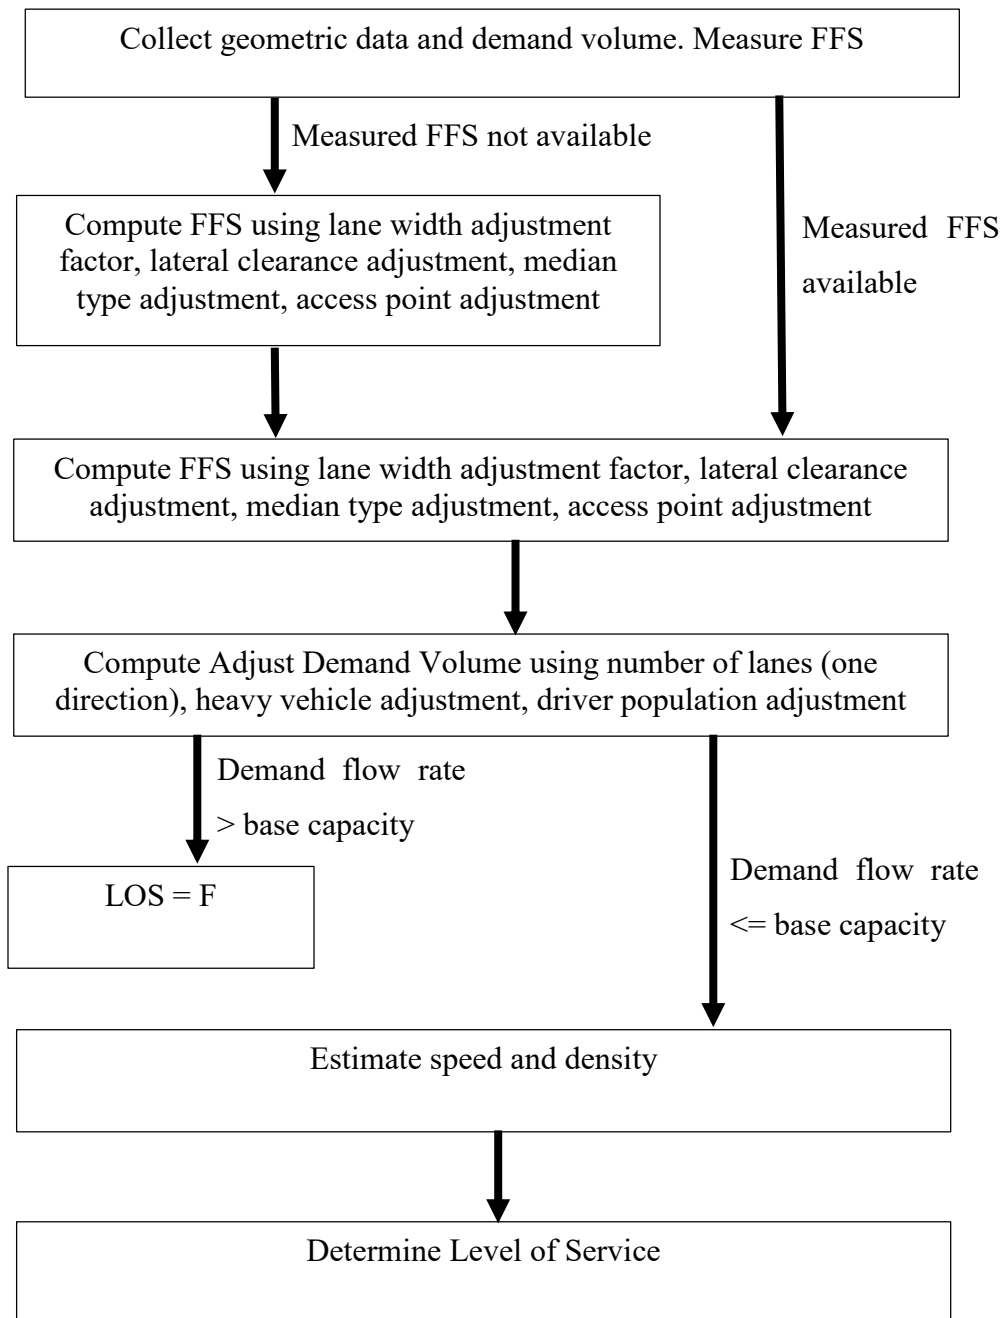 Collect geometric data and demand volume. Measure FFS
Measured FFS not available
Compute FFS using lane width adjustment
factor, lateral clearance adjustment, median
type adjustment, access point adjustment
Measured FFS
available
Compute FFS using lane width adjustment factor, lateral clearance
adjustment, median type adjustment, access point adjustment
Compute Adjust Demand Volume using number of lanes (one
direction), heavy vehicle adjustment, driver population adjustment
Demand flow rate
> base capacity
LOS = F
Demand flow rate
<= base capacity
Estimate speed and density
Determine Level of Service